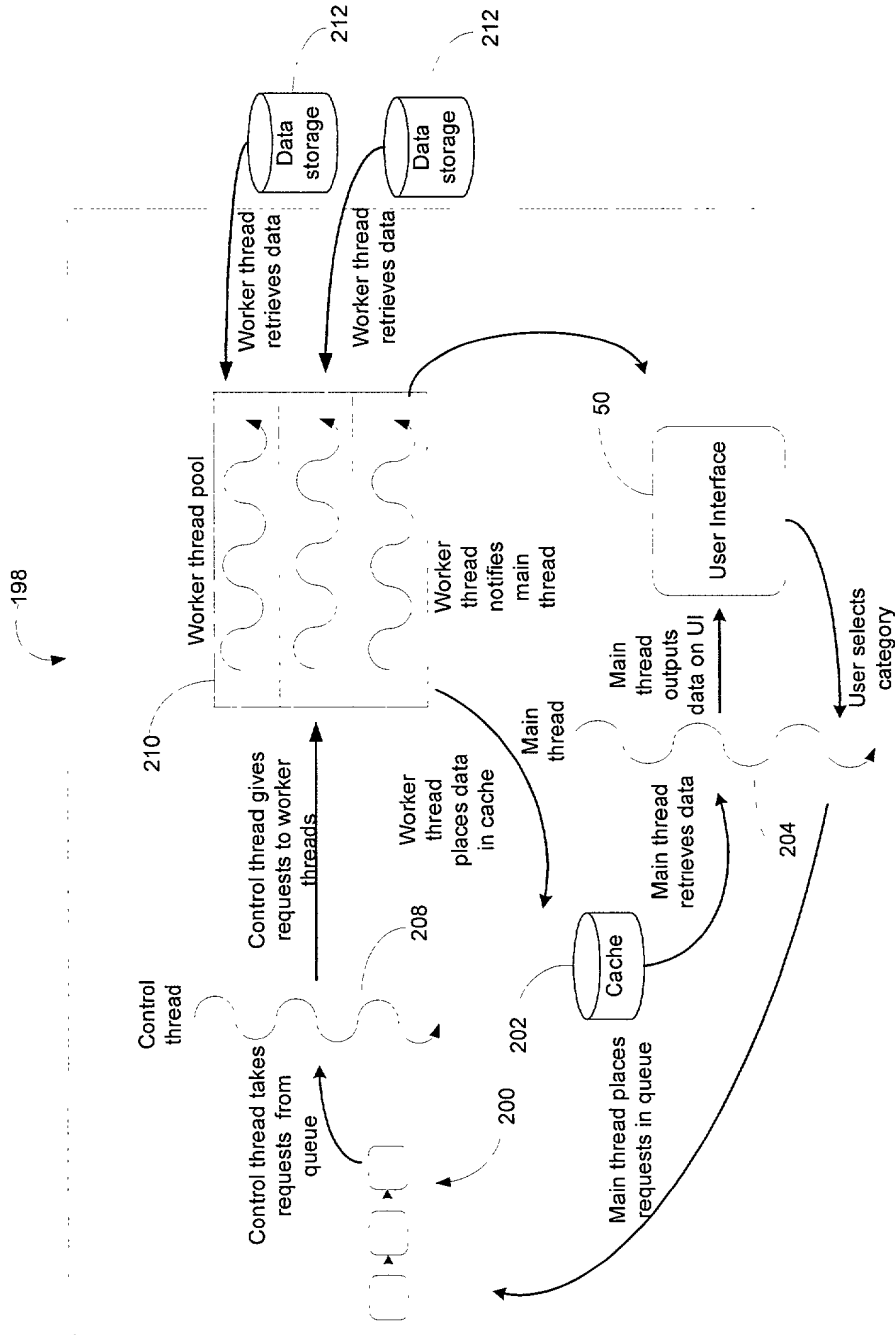 198
210
Worker thread pool
Worker thread
retrieves data
Data
storage
212
Worker thread
retrieves data
Data
storage
212
Control
thread
Control thread takes
requests from
queue
200
208
Control thread gives
requests to worker
threads
Worker
thread
places data
in cache
Worker
thread
notifies
main
thread
202
Cache
Main
thread
Main thread
retrieves data
204
Main
thread
outputs
data on UI
50
User Interface
User selects
category
Main thread places
requests in queue